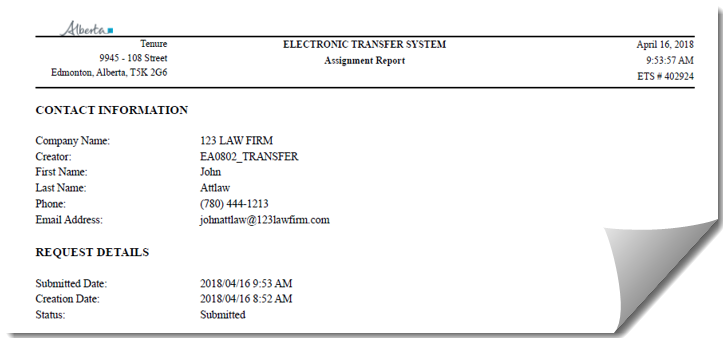 Alberta
Tenure
9945 - 108 Street
Edmonton, Alberta, T5K 2G6
ELECTRONIC TRANSFER SYSTEM
Assignment Report
April 16, 2018
9:53:57 AM
ETS # 402924
CONTACT INFORMATION
Company Name: 123 LAW FIRM
Creator: EA0802_TRANSFER
First Name: John
Last Name: Attlaw
Phone: (780) 444-1213
Email Address: johnattlaw@123lawfirm.com
REQUEST DETAILS
Submitted Date: 2018/04/16 9:53 AM
Creation Date: 2018/04/16 8:52 AM
Status: Submitted